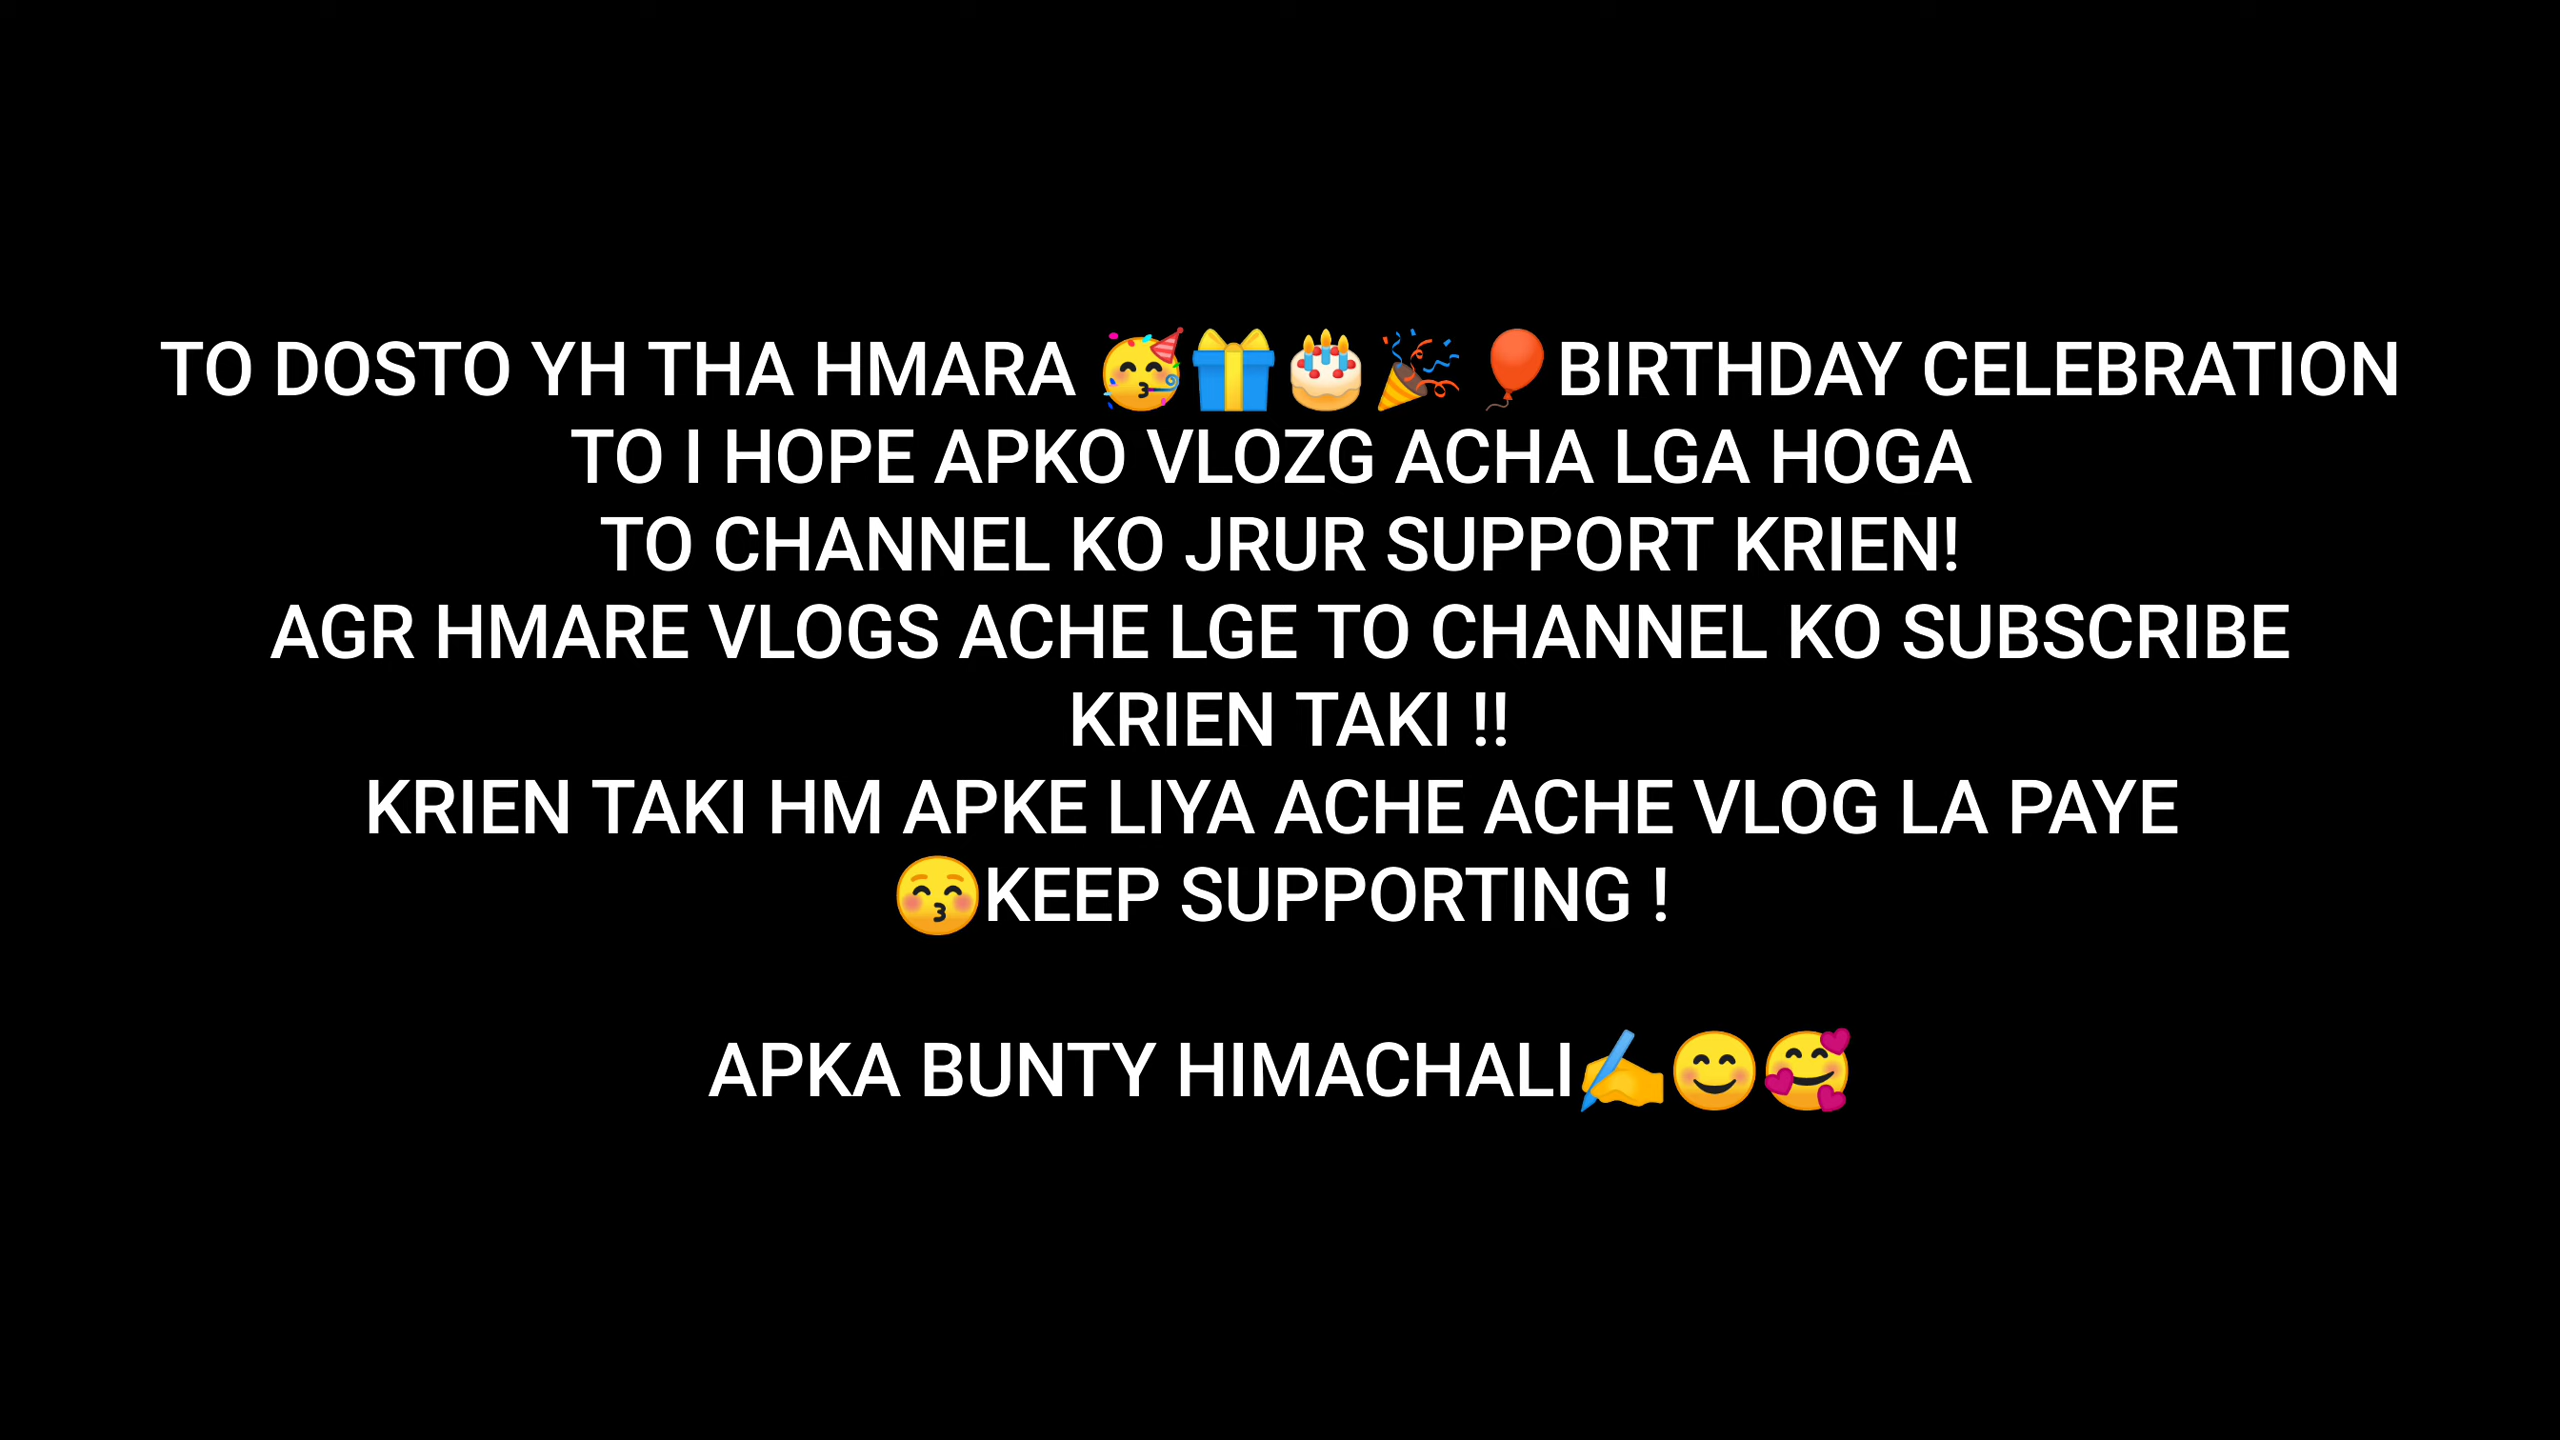 TO DOSTO YH THA HMARA 🥳🎁🎂🎉🎈BIRTHDAY CELEBRATION
TO I HOPE APKO VLOZG ACHA LGA HOGA
TO CHANNEL KO JRUR SUPPORT KRIEN!
AGR HMARE VLOGS ACHE LGE TO CHANNEL KO SUBSCRIBE
KRIEN TAKI !!
KRIEN TAKI HM APKE LIYA ACHE ACHE VLOG LA PAYE
😚KEEP SUPPORTING !
APKA BUNTY HIMACHALI✍😊🥰